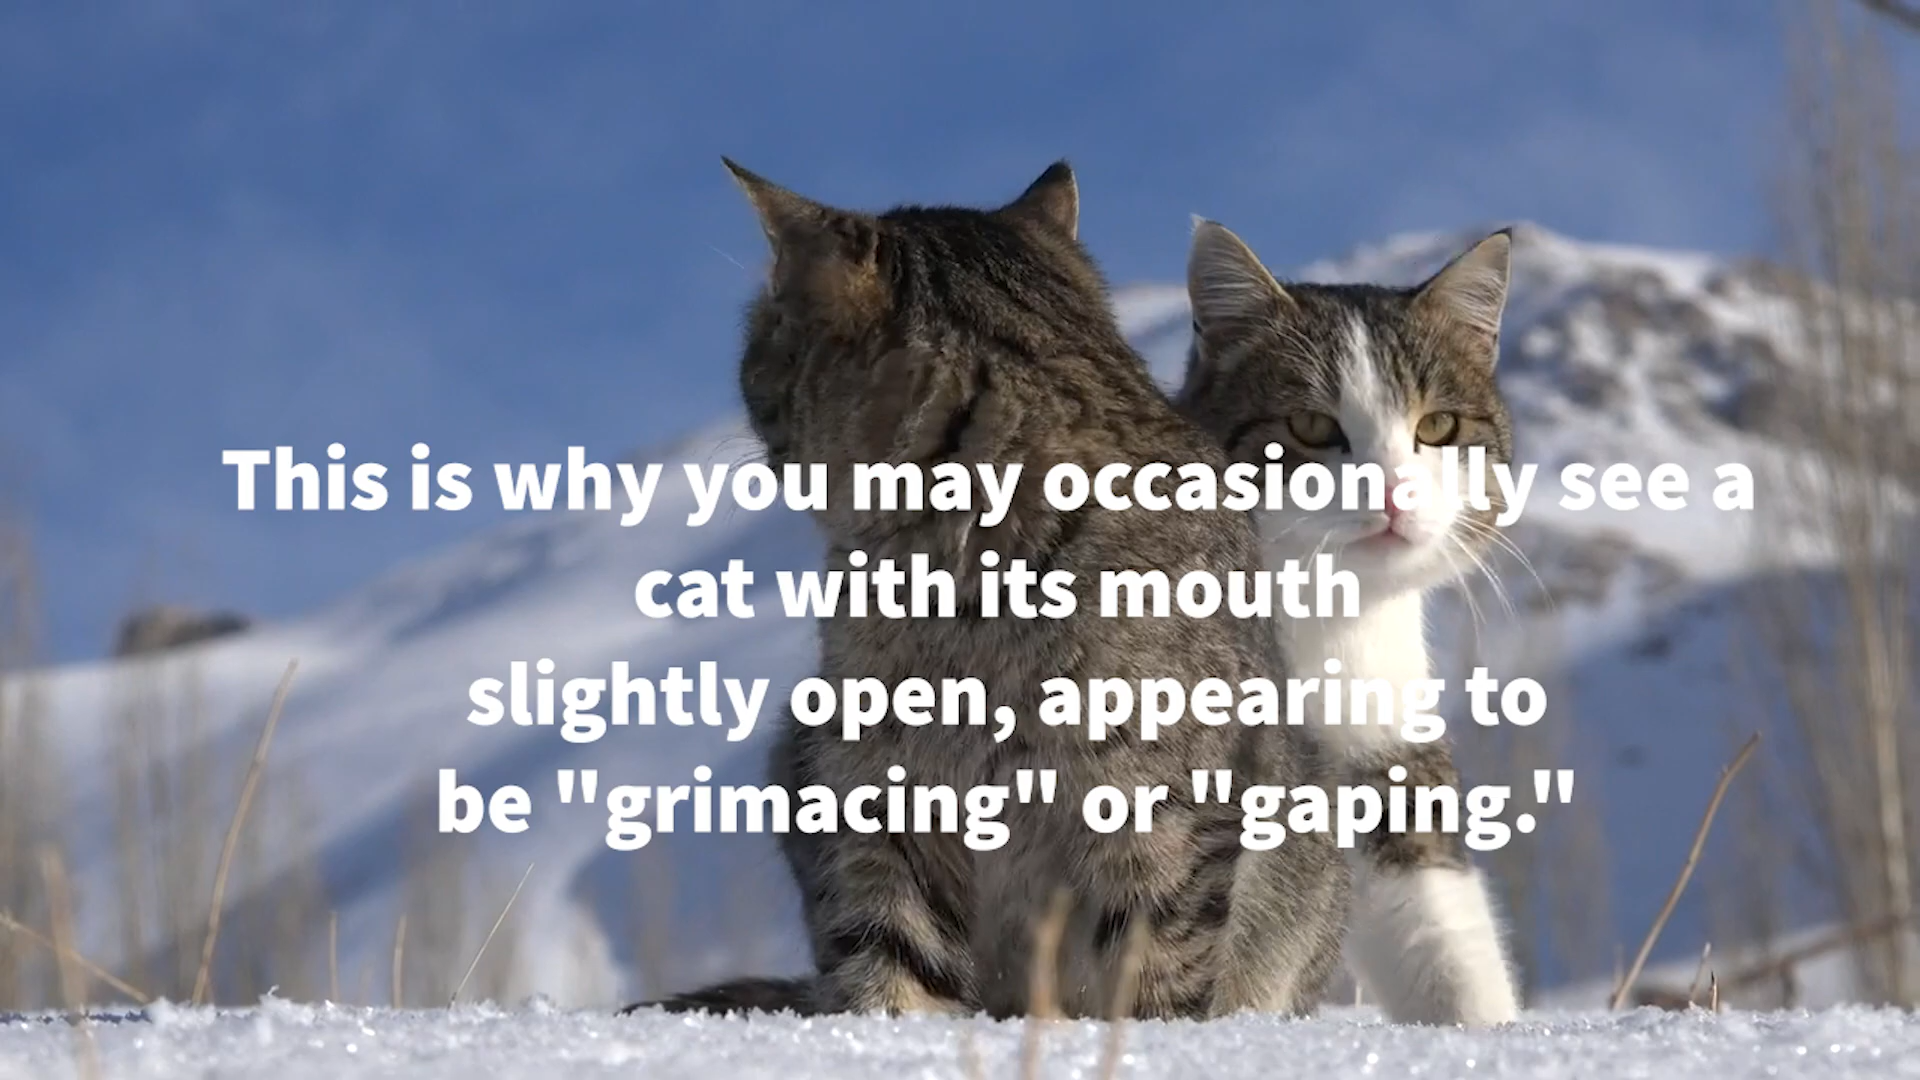 This is why you may occasionally see a
cat with its mouth
slightly open, appearing to
be "grimacing" or "gaping."